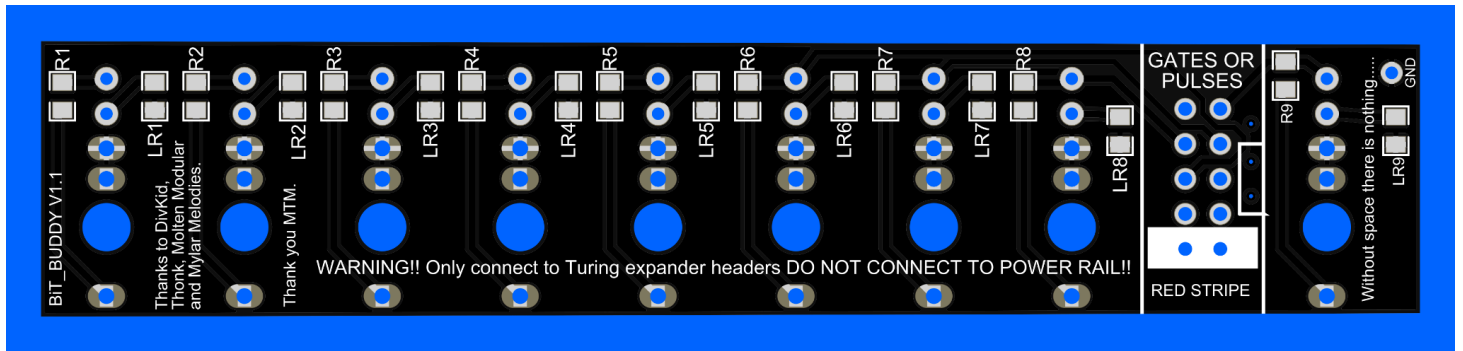 R1
R2
R3
R4
R5
R6
R7
R8
GATES OR
PULSES
R9
GND
LR1
LR2
LR3
LR4
LR5
LR6
LR7
LR8
LR9
BiT_BUDDY V1.1
Thanks to DivKid,
Thonk, Molten Modular
and Mylar Melodies.
Thank you MTM.
WARNING!! Only connect to Turing expander headers DO NOT CONNECT TO POWER RAIL!!
RED STRIPE
Without space there is nothing.....